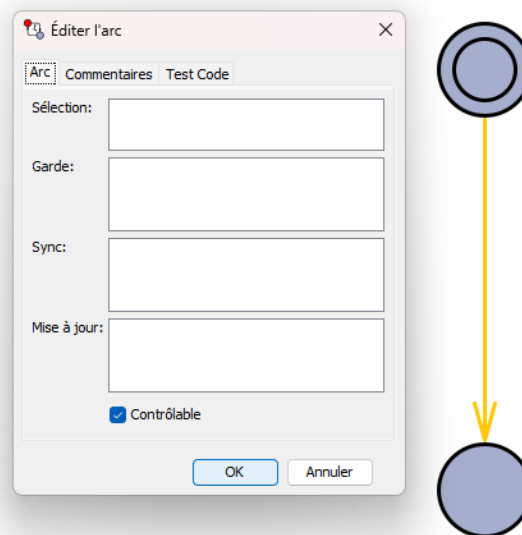 Éditer l'arc
Arc Commentaires Test Code
Sélection:
Garde:
Sync:
Mise à jour:
Contrôlable
OK Annuler